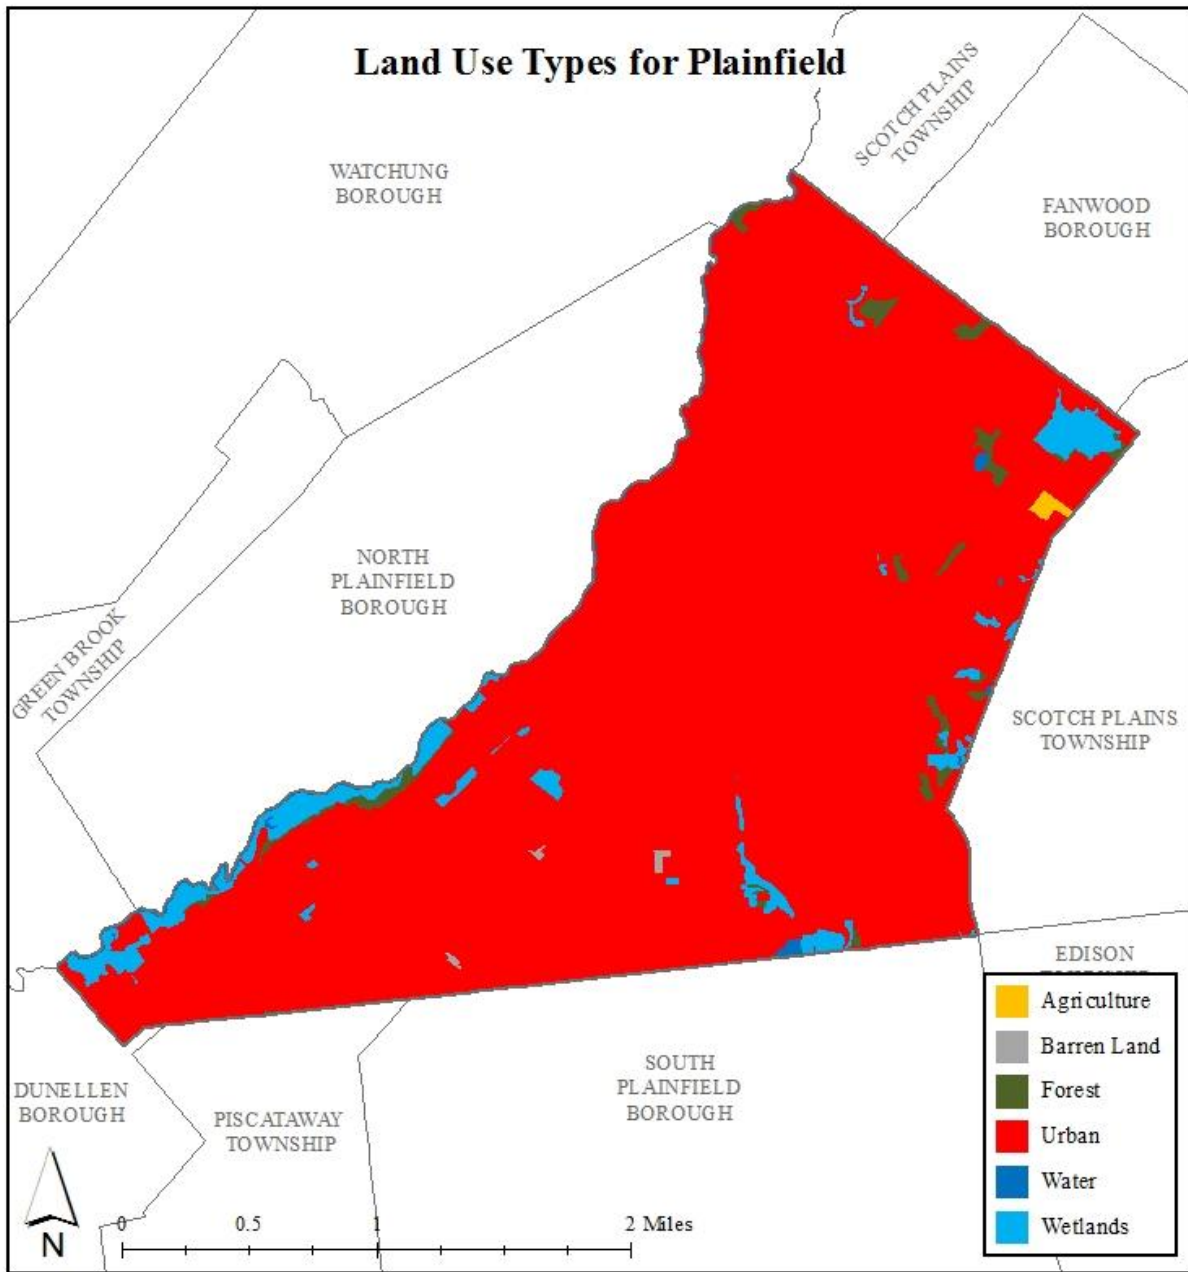 Land Use Types for Plainfield
SCOTCH PLAINS
TOWNSHIP
WATCHUNG
BOROUGH
FANWOOD
BOROUGH
NORTH
PLAINFIELD
BOROUGH
GREEN BROOK
TOWNSHIP
SCOTCH PLAINS
TOWNSHIP
EDISON
Agriculture
Barren Land
Forest
Urban
Water
Wetlands
SOUTH
PLAINFIELD
BOROUGH
DUNELLEN
BOROUGH
PISCATAWAY
TOWNSHIP
N
0 0.5 1 2 Miles